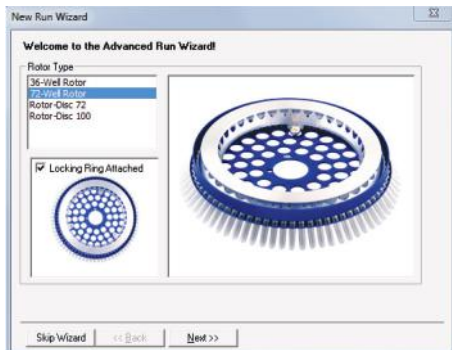 New Run Wizard
Welcome to the Advanced Run Wizard!
Rotor Type
36-Well Rotor
72-Well Rotor
Rotor-Disc 72
Rotor-Disc 100
Locking Ring Attached
Skip Wizard
<< Back
Next >>